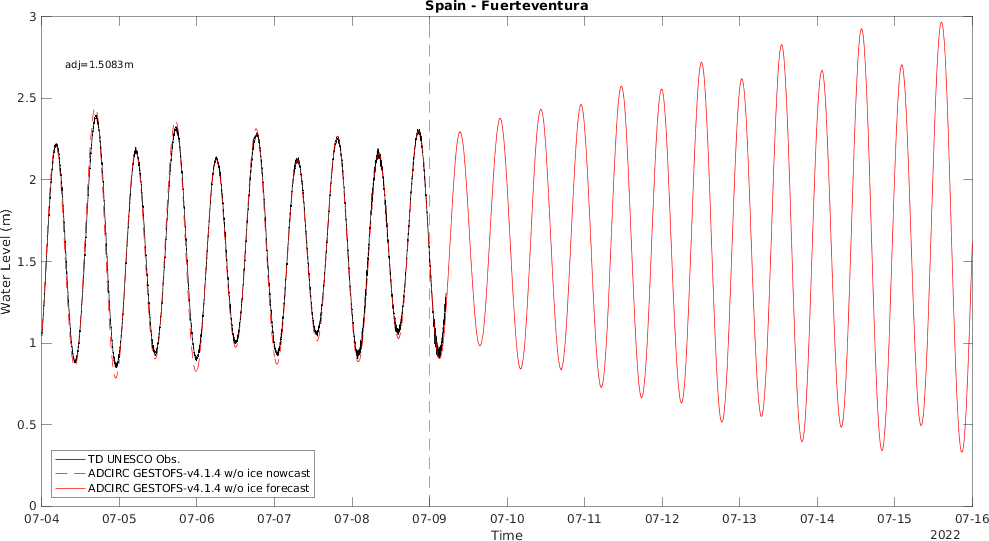 Spain - Fuerteventura
adj=1.5083m
3
2.5
2
1.5
1
0.5
0
Water Level (m)
TD UNESCO Obs.
ADCIRC GESTOFS-v4.1.4 w/o ice nowcast
ADCIRC GESTOFS-v4.1.4 w/o ice forecast
07-04 07-05 07-06 07-07 07-08 07-09 07-10 07-11 07-12 07-13 07-14 07-15 07-16
Time
2022